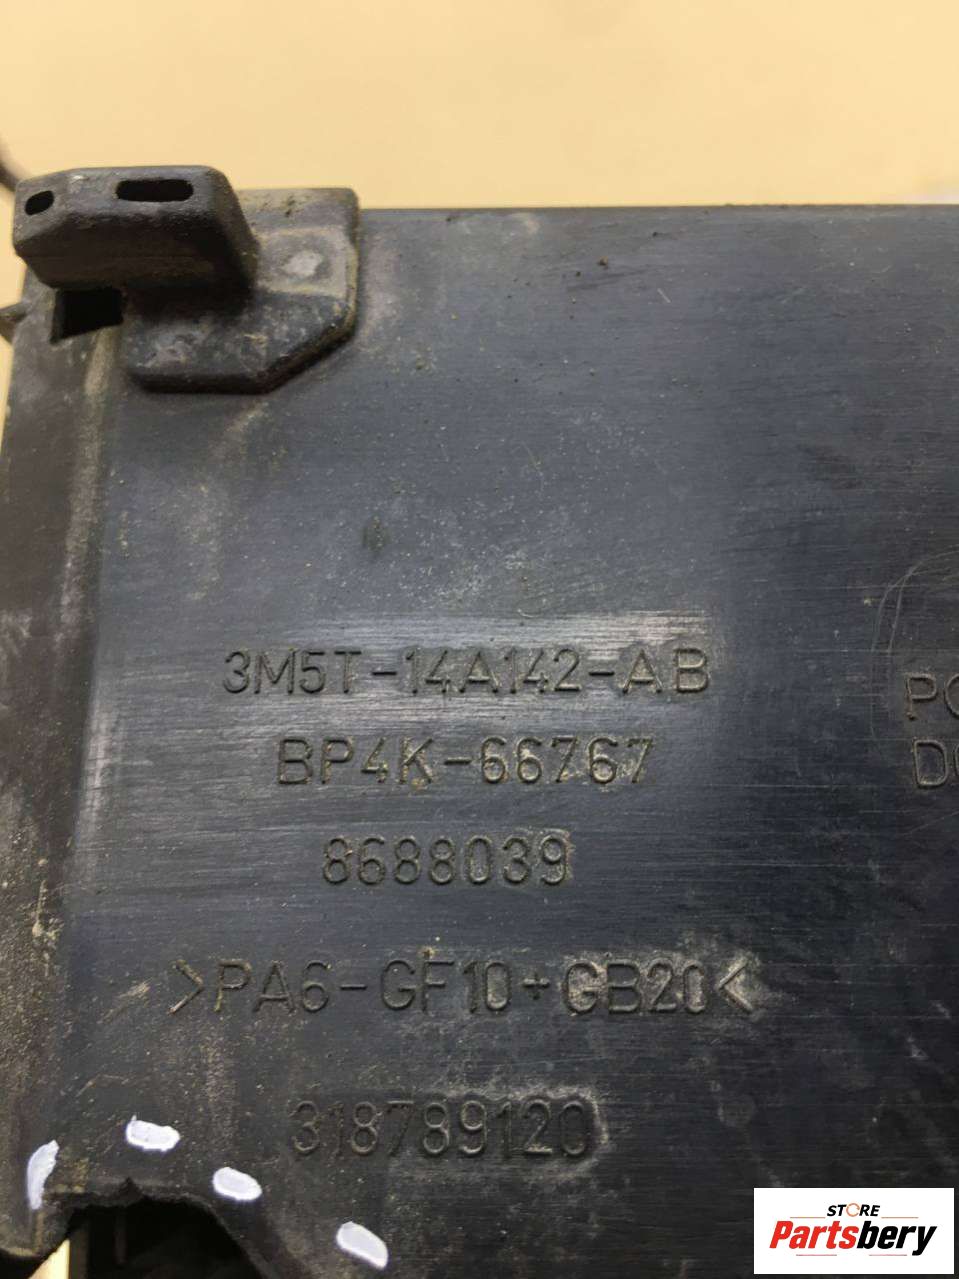 3M5T-14A142-AB
BP4K-66767
8688039
>PA6-GF10+GB20<
318789120
STORE
Partsbery